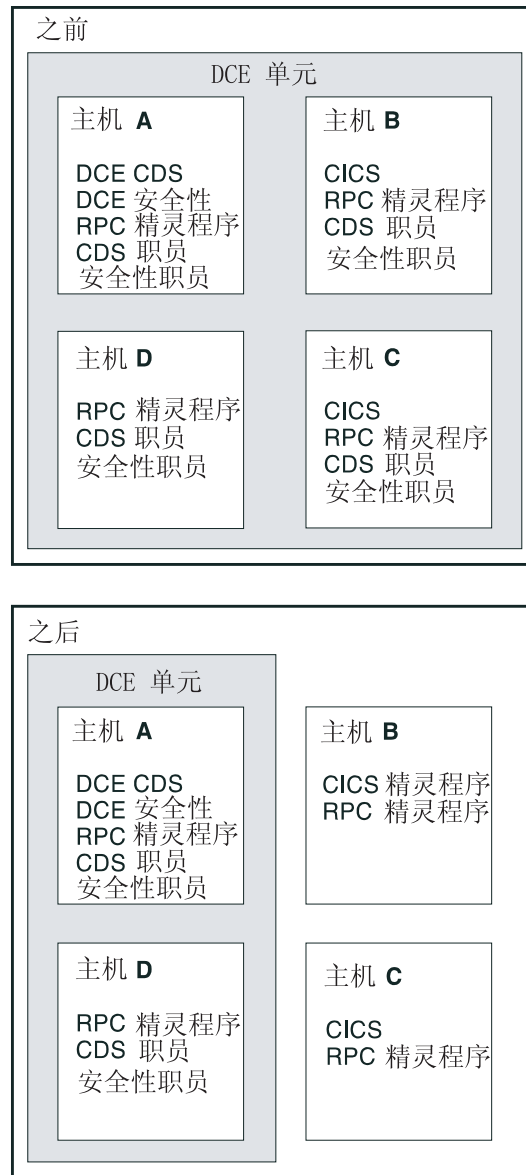 之前
DCE 单元
主机 A
DCE CDS
DCE 安全性
RPC 精灵程序
CDS 职员
安全性职员
主机 B
CICS
RPC 精灵程序
CDS 职员
安全性职员
主机 D
RPC 精灵程序
CDS 职员
安全性职员
主机 C
CICS
RPC 精灵程序
CDS 职员
安全性职员
之后
DCE 单元
主机 A
DCE CDS
DCE 安全性
RPC 精灵程序
CDS 职员
安全性职员
主机 B
CICS 精灵程序
RPC 精灵程序
主机 D
RPC 精灵程序
CDS 职员
安全性职员
主机 C
CICS
RPC 精灵程序